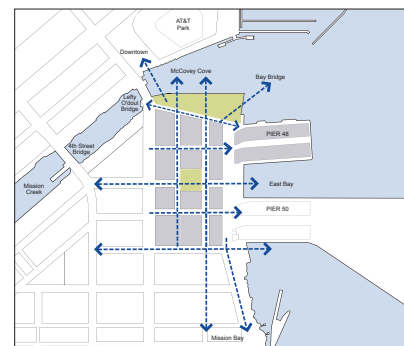 AT&T
Park
Downtown
McCovey Cove
Bay Bridge
Lefty
O'doul
Bridge
PIER 48
4th Street
Bridge
Mission
Creek
East Bay
PIER 50
Mission Bay